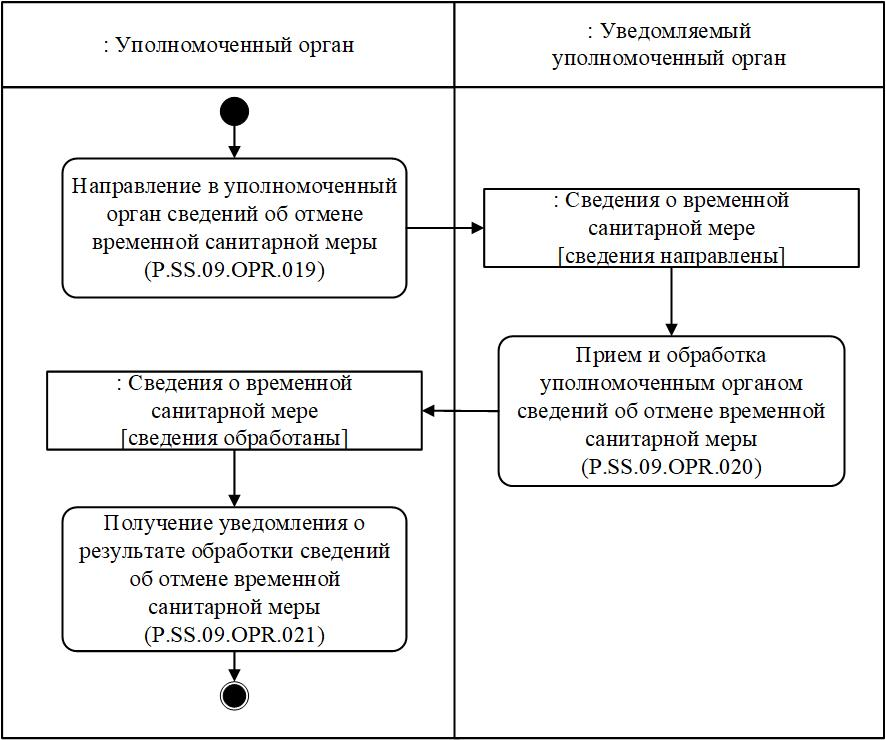 : Уполномоченный орган
: Уведомляемый
уполномоченный орган
Направление в уполномоченный
орган сведений об отмене
временной санитарной меры
(P.SS.09.OPR.019)
: Сведения о временной
санитарной мере
[сведения направлены]
Прием и обработка
уполномоченным органом
сведений об отмене временной
санитарной меры
(P.SS.09.OPR.020)
: Сведения о временной
санитарной мере
[сведения обработаны]
Получение уведомления о
результате обработки сведений
об отмене временной
санитарной меры
(P.SS.09.OPR.021)